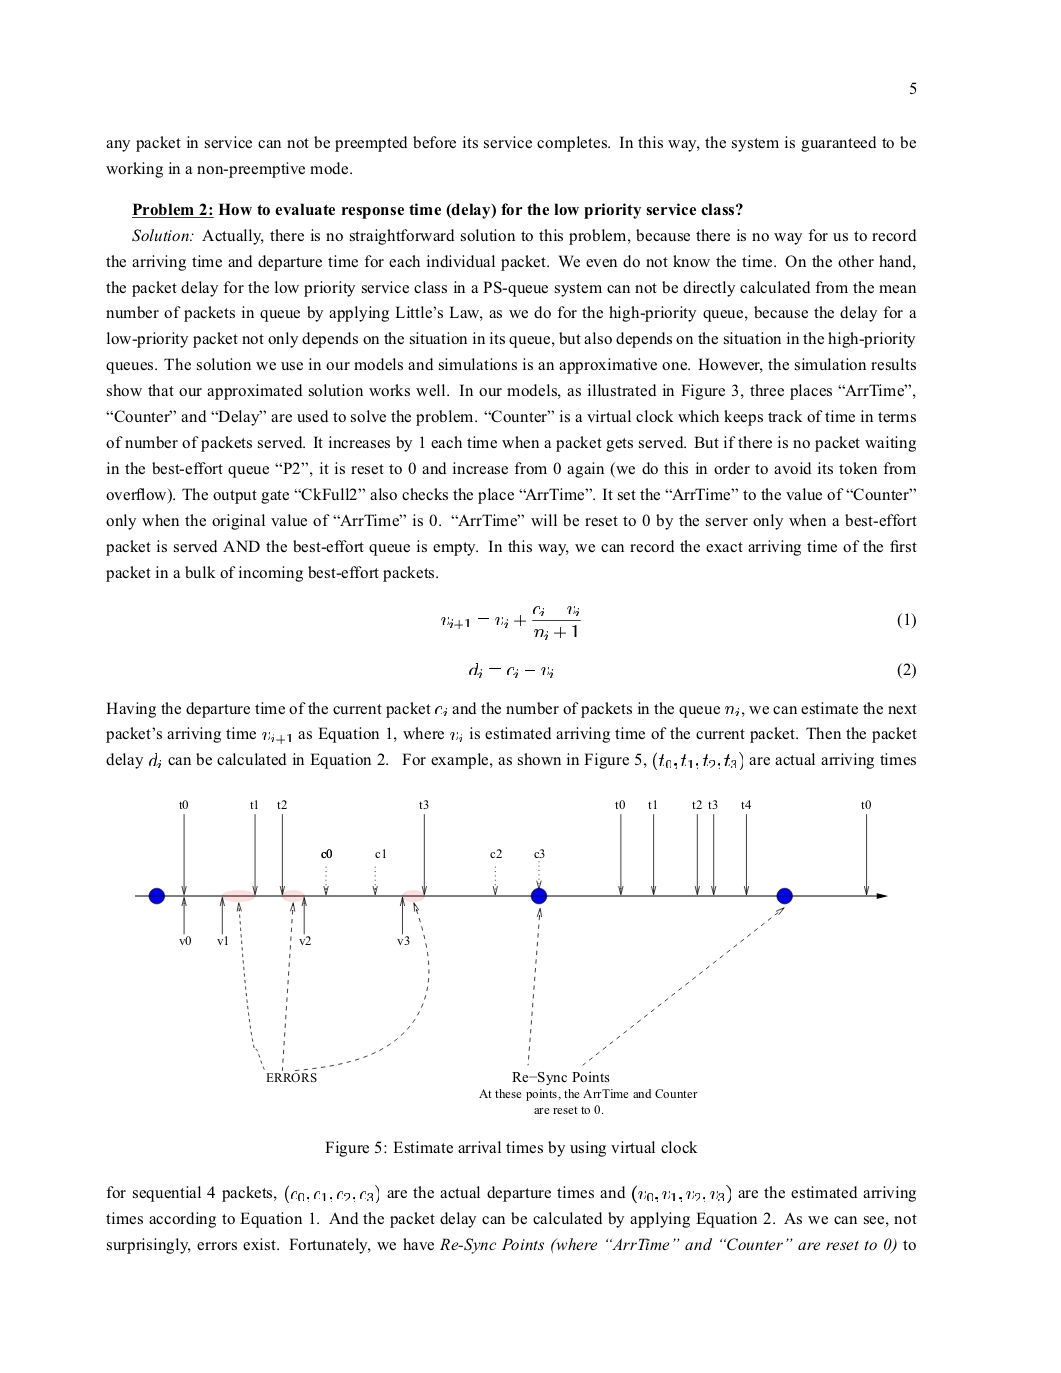 5
any packet in service can not be preempted before its service completes. In this way, the system is guaranteed to be
working in a non-preemptive mode.
Problem 2: How to evaluate response time (delay) for the low priority service class?
Solution: Actually, there is no straightforward solution to this problem, because there is no way for us to record
the arriving time and departure time for each individual packet. We even do not know the time. On the other hand,
the packet delay for the low priority service class in a PS-queue system can not be directly calculated from the mean
number of packets in queue by applying Little's Law, as we do for the high-priority queue, because the delay for a
low-priority packet not only depends on the situation in its queue, but also depends on the situation in the high-priority
queues. The solution we use in our models and simulations is an approximative one. However, the simulation results
show that our approximated solution works well. In our models, as illustrated in Figure 3, three places “ArrTime”,
“Counter” and “Delay” are used to solve the problem. “Counter” is a virtual clock which keeps track of time in terms
of number of packets served. It increases by 1 each time when a packet gets served. But if there is no packet waiting
in the best-effort queue “P2”, it is reset to 0 and increase from 0 again (we do this in order to avoid its token from
overflow). The output gate “CkFull2” also checks the place “ArrTime”. It set the “ArrTime” to the value of “Counter”
only when the original value of “ArrTime” is 0. “ArrTime” will be reset to 0 by the server only when a best-effort
packet is served AND the best-effort queue is empty. In this way, we can record the exact arriving time of the first
packet in a bulk of incoming best-effort packets.
v_{i+1} = v_i + \frac{c_i - v_i}{n_i + 1} (1)
d_i = c_i − v_i (2)
Having the departure time of the current packet c_i and the number of packets in the queue n_i, we can estimate the next
packet's arriving time v_{i+1} as Equation 1, where v_i is estimated arriving time of the current packet. Then the packet
delay d_i can be calculated in Equation 2. For example, as shown in Figure 5, (t_0, t_1, t_2, t_3) are actual arriving times
t0 t1 t2 t3 t0 t1 t2 t3 t4 t0
c0 c1 c2 c3
v0 v1 v2 v3
ERRORS Re−Sync Points
At these points, the ArrTime and Counter
are reset to 0.
Figure 5: Estimate arrival times by using virtual clock
for sequential 4 packets, (c_0, c_1, c_2, c_3) are the actual departure times and (v_0, v_1, v_2, v_3) are the estimated arriving
times according to Equation 1. And the packet delay can be calculated by applying Equation 2. As we can see, not
surprisingly, errors exist. Fortunately, we have Re-Sync Points (where “ArrTime” and “Counter” are reset to 0) to